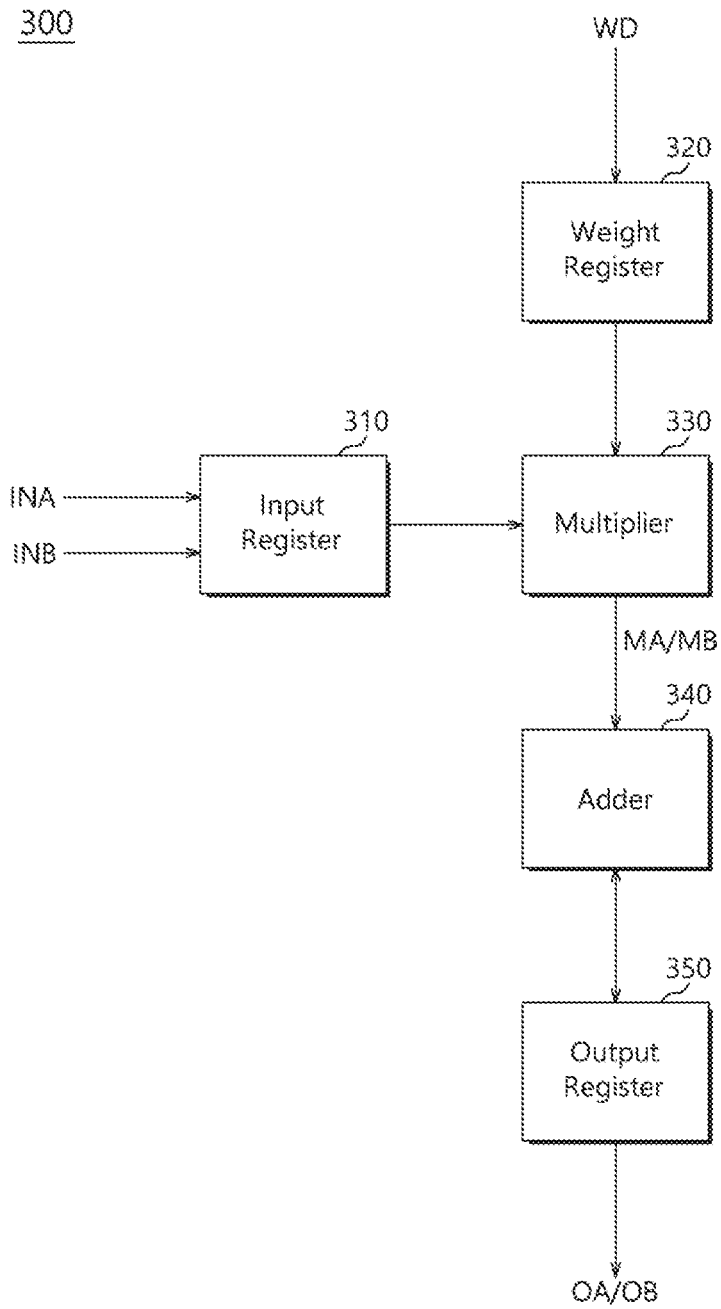 300
WD
320
Weight
Register
310
330
INA
INB
Input
Register
Multiplier
MA/MB
340
Adder
350
Output
Register
OA/OB